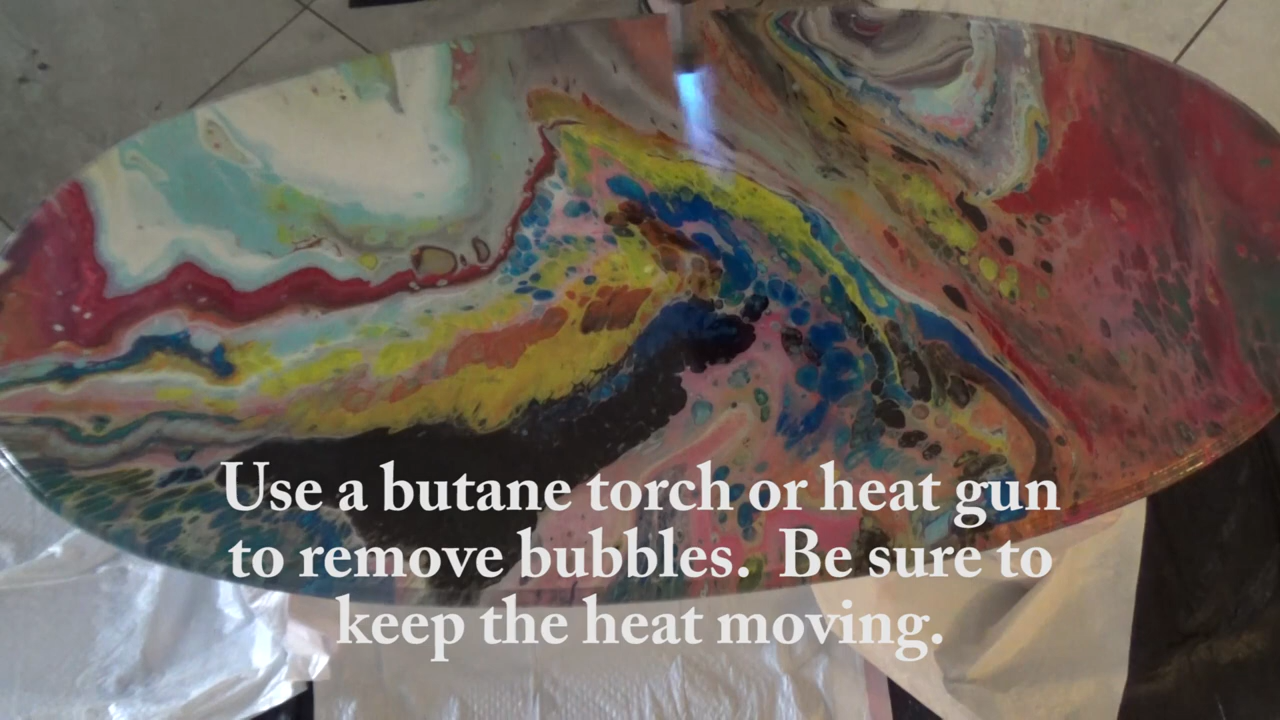 Use a butane torch or heat gun
to remove bubbles.  Be sure to
keep the heat moving.